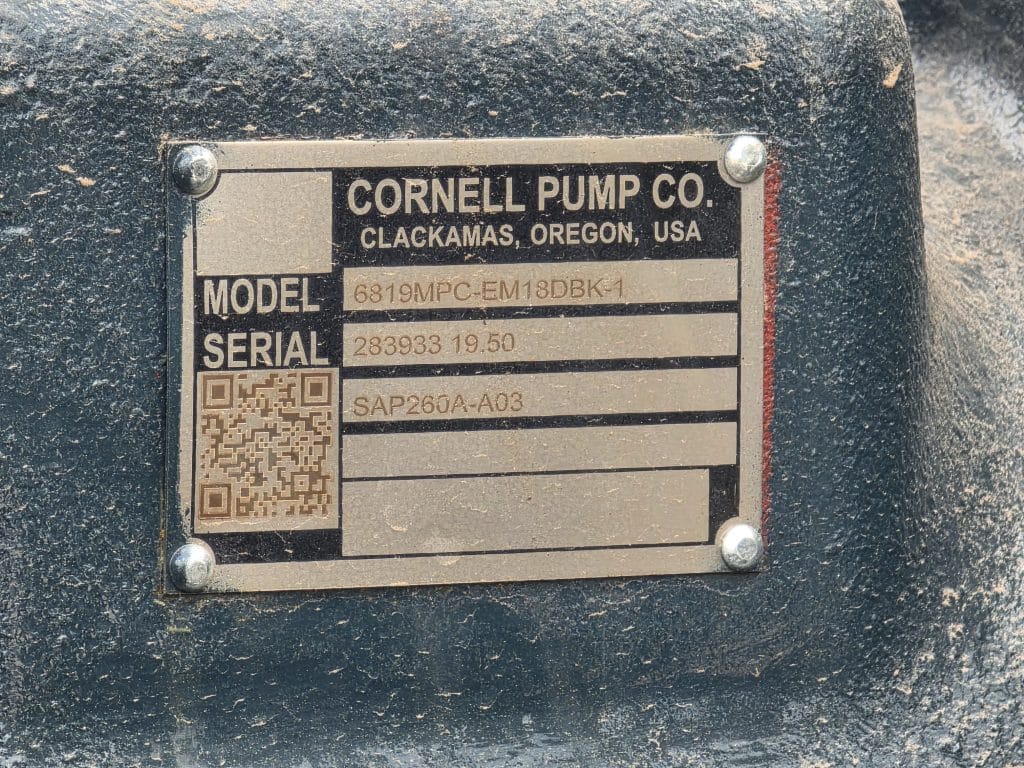 CORNELL PUMP CO.
CLACKAMAS, OREGON, USA
MODEL 6819MPC-EM18DBK-1
SERIAL 283933 19.50
SAP260A-A03